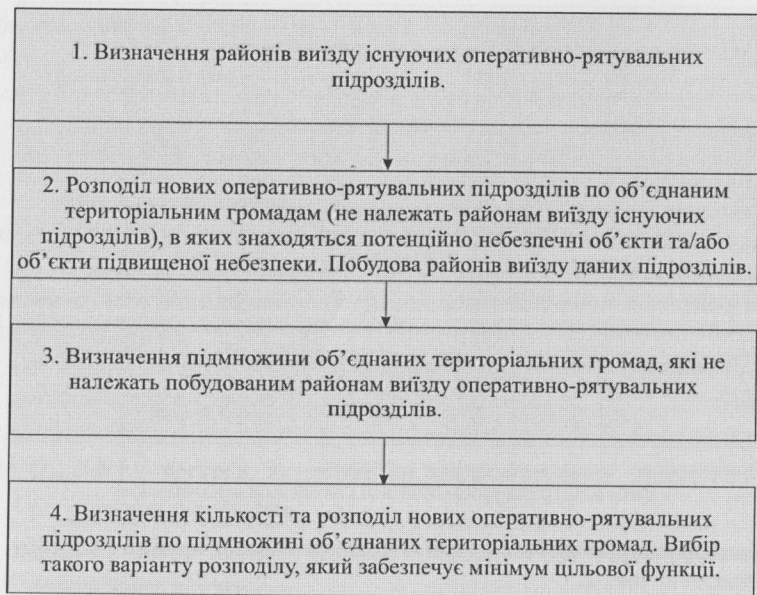 1. Визначення районів виїзду існуючих оперативно-рятувальних
підрозділів.
2. Розподіл нових оперативно-рятувальних підрозділів по об’єднаним
територіальним громадам (не належать районам виїзду існуючих
підрозділів), в яких знаходяться потенційно небезпечні об’єкти та/або
об’єкти підвищеної небезпеки. Побудова районів виїзду даних підрозділів.
3. Визначення підмножини об’єднаних територіальних громад, які не
належать побудованим районам виїзду оперативно-рятувальних
підрозділів.
4. Визначення кількості та розподіл нових оперативно-рятувальних
підрозділів по підмножині об’єднаних територіальних громад. Вибір
такого варіанту розподілу, який забезпечує мінімум цільової функції.